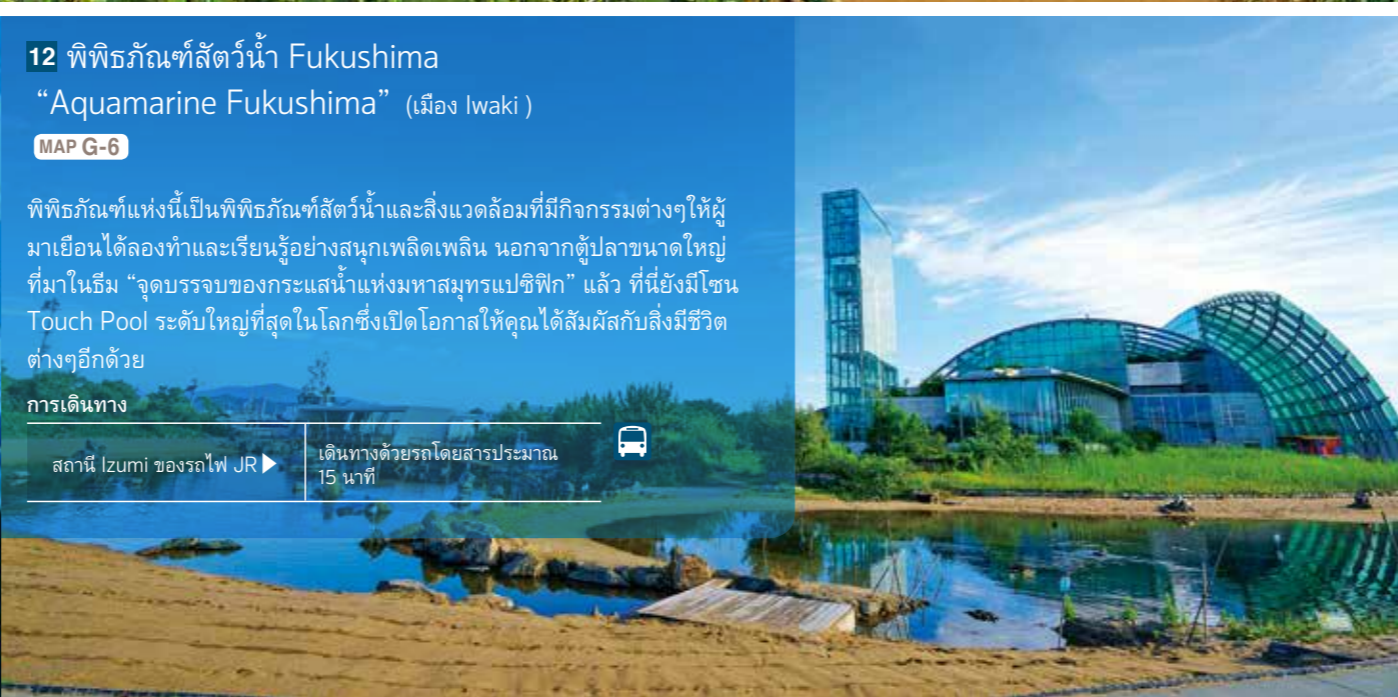 12 พิพิธภัณฑ์สัตว์น้ำ Fukushima
“Aquamarine Fukushima” (เมือง Iwaki )
MAP G-6
พิพิธภัณฑ์แห่งนี้เป็นพิพิธภัณฑ์สัตว์น้ำและสิ่งแวดล้อมที่มีกิจกรรมต่างๆให้ผู้
มาเยือนได้ลองทำและเรียนรู้อย่างสนุกเพลิดเพลิน นอกจากตู้ปลาขนาดใหญ่
ที่มาในธีม “จุดบรรจบของกระแสน้ำแห่งมหาสมุทรแปซิฟิก” แล้ว ที่นี่ยังมีโซน
Touch Pool ระดับใหญ่ที่สุดในโลกซึ่งเปิดโอกาสให้คุณได้สัมผัสกับสิ่งมีชีวิต
ต่างๆอีกด้วย
การเดินทาง
สถานี Izumi ของรถไฟ JR ▶
เดินทางด้วยรถโดยสารประมาณ
15 นาที